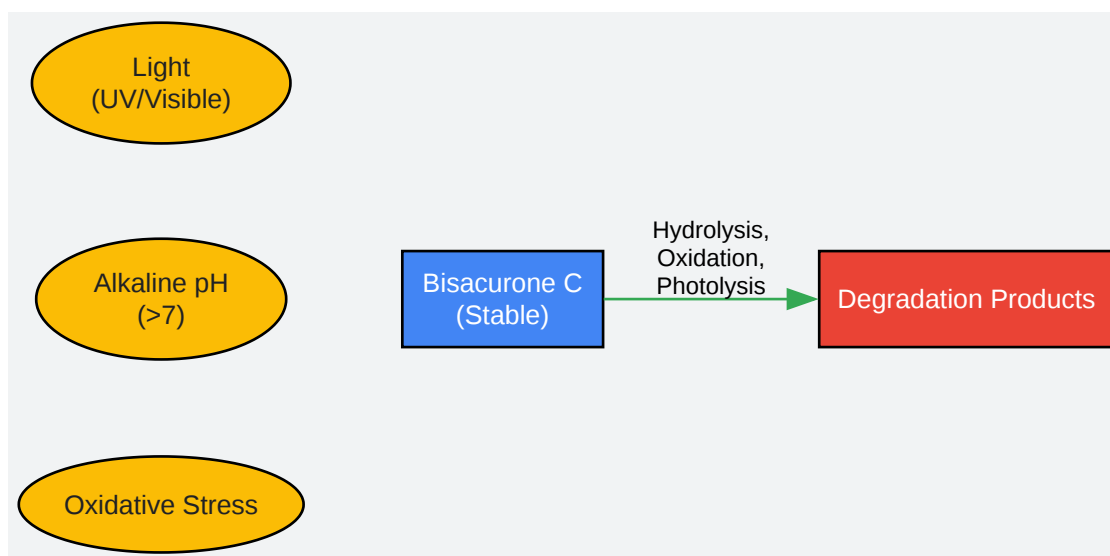 Light
(UV/Visible)
Alkaline pH
(>7)
Oxidative Stress
Bisacurone C
(Stable)
Hydrolysis,
Oxidation,
Photolysis
Degradation Products